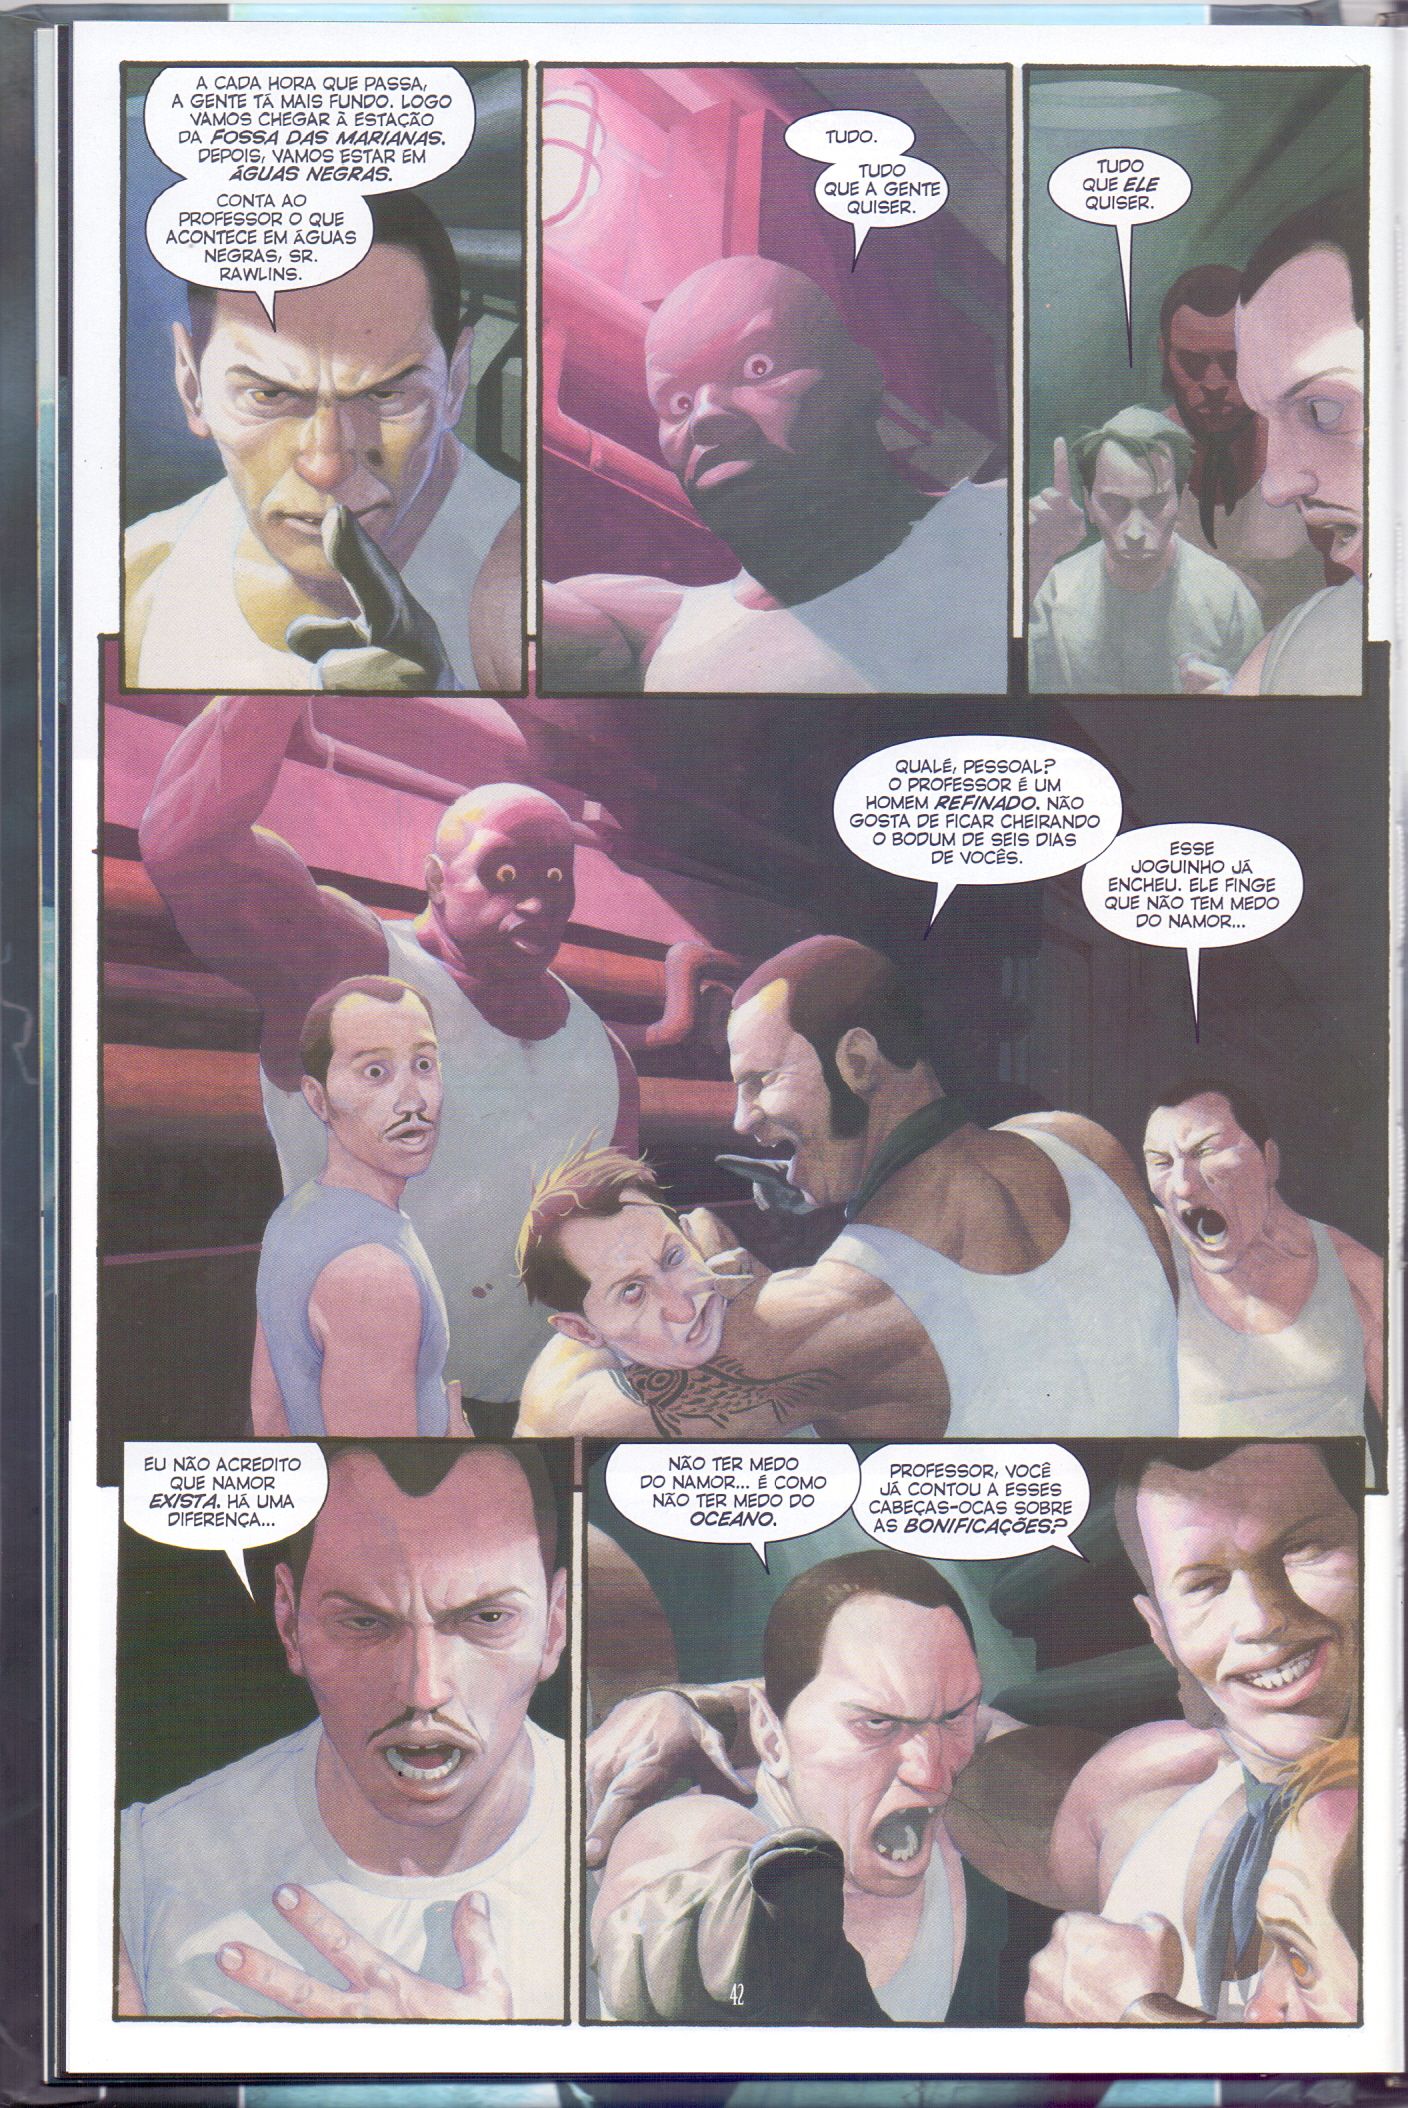 A CADA HORA QUE PASSA,
A GENTE TÁ MAIS FUNDO. LOGO
VAMOS CHEGAR À ESTAÇÃO
DA FOSSA DAS MARIANAS.
DEPOIS, VAMOS ESTAR EM
ÁGUAS NEGRAS.
CONTA AO
PROFESSOR O QUE
ACONTECE EM ÁGUAS
NEGRAS, SR.
RAWLINS.
TUDO.
TUDO
QUE A GENTE
QUISER.
TUDO
QUE ELE
QUISER.
QUALÉ, PESSOAL?
O PROFESSOR É UM
HOMEM REFINADO. NÃO
GOSTA DE FICAR CHEIRANDO
O BODUM DE SEIS DIAS
DE VOCÊS.
ESSE
JOGUINHO JÁ
ENCHEU. ELE FINGE
QUE NÃO TEM MEDO
DO NAMOR...
EU NÃO ACREDITO
QUE NAMOR
EXISTA. HÁ UMA
DIFERENÇA...
NÃO TER MEDO
DO NAMOR... É COMO
NÃO TER MEDO DO
OCEANO.
PROFESSOR, VOCÊ
JÁ CONTOU A ESSES
CABEÇAS-OCAS SOBRE
AS BONIFICAÇÕES?
42